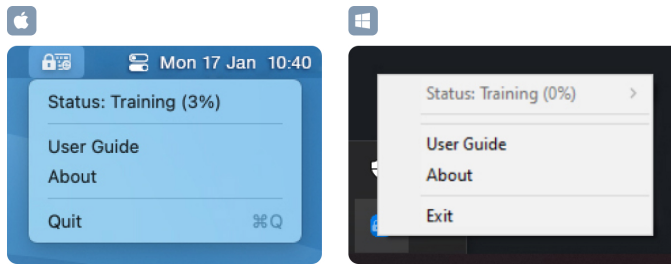 Mon 17 Jan 10:40
Status: Training (3%)
User Guide
About
Quit ⌘Q
Status: Training (0%)
User Guide
About
Exit